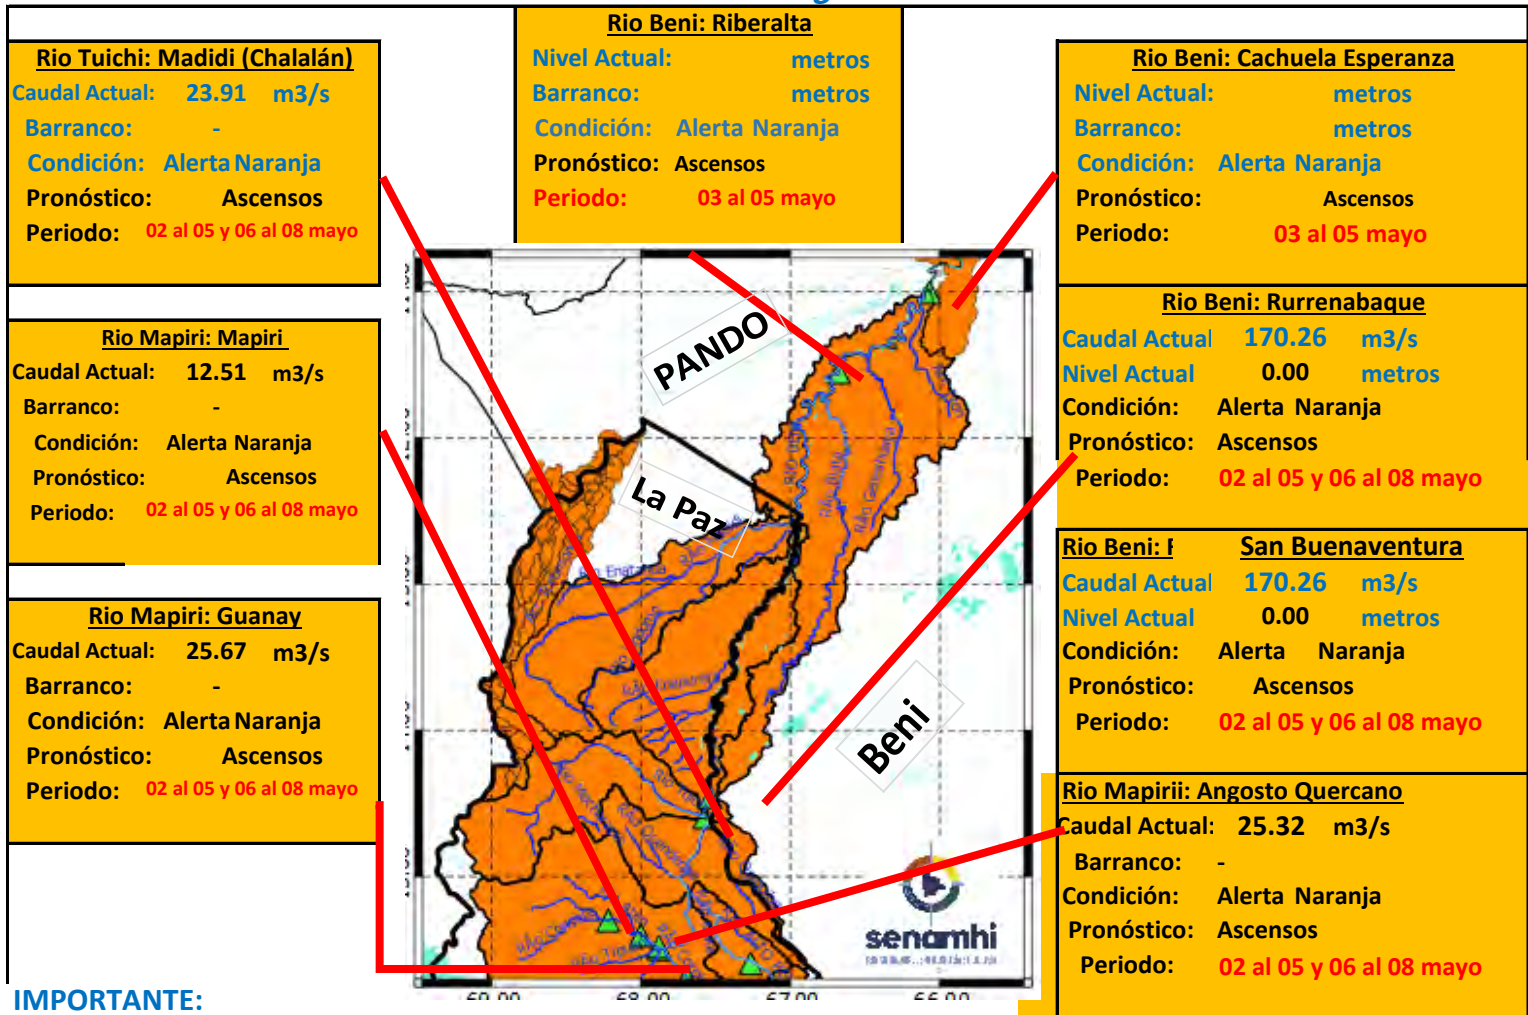 Rio Tuichi: Madidi (Chalalán)
Caudal Actual: 23.91 m3/s
Barranco: -
Condición: Alerta Naranja
Pronóstico: Ascensos
Periodo: 02 al 05 y 06 al 08 mayo
Rio Mapiri: Mapiri
Caudal Actual: 12.51 m3/s
Barranco: -
Condición: Alerta Naranja
Pronóstico: Ascensos
Periodo: 02 al 05 y 06 al 08 mayo
Rio Mapiri: Guanay
Caudal Actual: 25.67 m3/s
Barranco: -
Condición: Alerta Naranja
Pronóstico: Ascensos
Periodo: 02 al 05 y 06 al 08 mayo
Rio Beni: Riberalta
Nivel Actual: metros
Barranco: metros
Condición: Alerta Naranja
Pronóstico: Ascensos
Periodo: 03 al 05 mayo
PANDO
La Paz
Beni
senamhi
Rio Beni: Cachuela Esperanza
Nivel Actual: metros
Barranco: metros
Condición: Alerta Naranja
Pronóstico: Ascensos
Periodo: 03 al 05 mayo
Rio Beni: Rurrenabaque
Caudal Actual 170.26 m3/s
Nivel Actual 0.00 metros
Condición: Alerta Naranja
Pronóstico: Ascensos
Periodo: 02 al 05 y 06 al 08 mayo
Rio Beni: San Buenaventura
Caudal Actual 170.26 m3/s
Nivel Actual 0.00 metros
Condición: Alerta Naranja
Pronóstico: Ascensos
Periodo: 02 al 05 y 06 al 08 mayo
Rio Mapirii: Angosto Quercano
Caudal Actual: 25.32 m3/s
Barranco: -
Condición: Alerta Naranja
Pronóstico: Ascensos
Periodo: 02 al 05 y 06 al 08 mayo
69.00 68.00 67.00 66.00
IMPORTANTE: